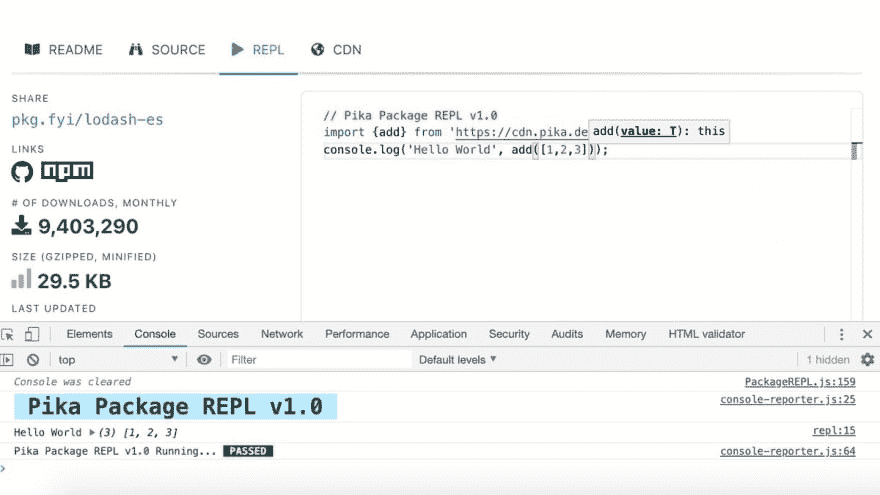 README SOURCE REPL CDN
SHARE
pkg.fyi/lodash-es
LINKS
npm
# OF DOWNLOADS, MONTHLY
9,403,290
SIZE (GZIPPED, MINIFIED)
29.5 KB
LAST UPDATED
// Pika Package REPL v1.0
import {add} from 'https://cdn.pika.de
add(value: T): this
console.log('Hello World', add([1,2,3]));
Elements Console Sources Network Performance Application Security Audits Memory HTML validator
top Filter Default levels 1 hidden
Console was cleared PackageREPL.js:159
Pika Package REPL v1.0 console-reporter.js:25
Hello World (3) [1, 2, 3] repl:15
Pika Package REPL v1.0 Running... PASSED console-reporter.js:64